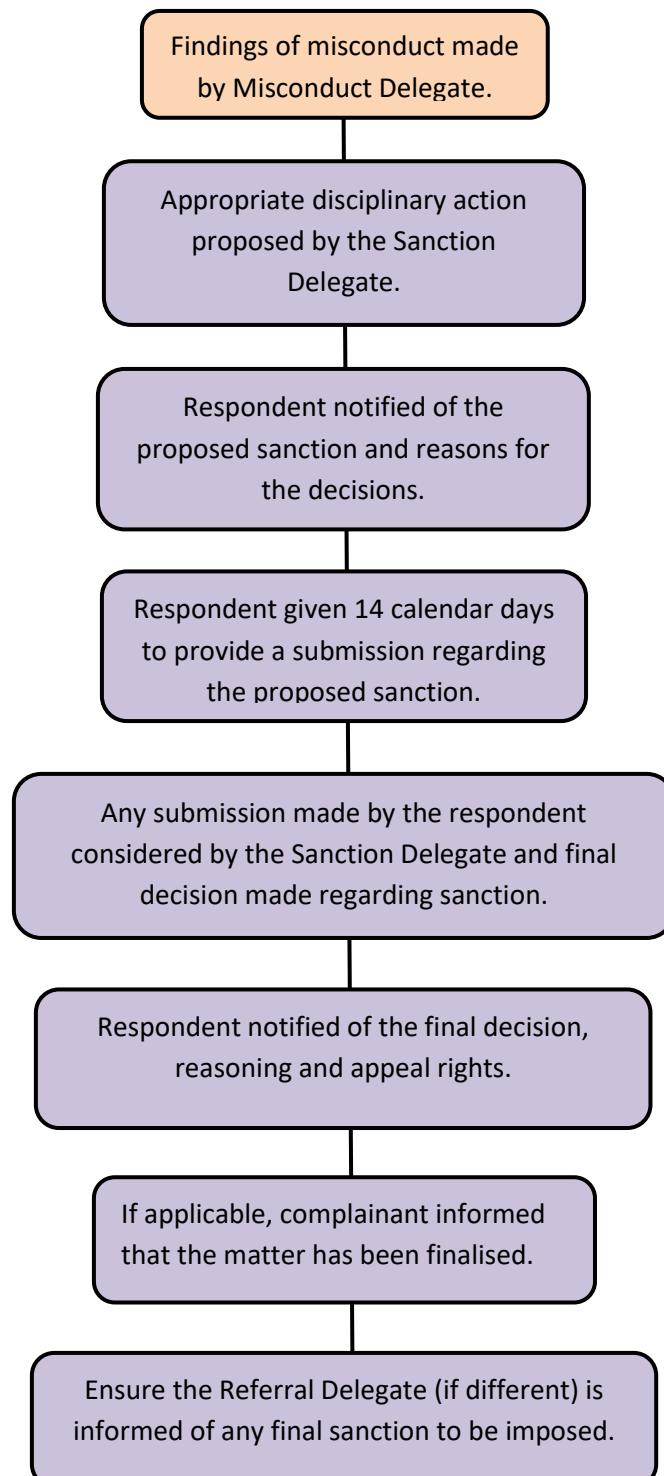 Findings of misconduct made
by Misconduct Delegate.
Appropriate disciplinary action
proposed by the Sanction
Delegate.
Respondent notified of the
proposed sanction and reasons for
the decisions.
Respondent given 14 calendar days
to provide a submission regarding
the proposed sanction.
Any submission made by the respondent
considered by the Sanction Delegate and final
decision made regarding sanction.
Respondent notified of the final decision,
reasoning and appeal rights.
If applicable, complainant informed
that the matter has been finalised.
Ensure the Referral Delegate (if different) is
informed of any final sanction to be imposed.